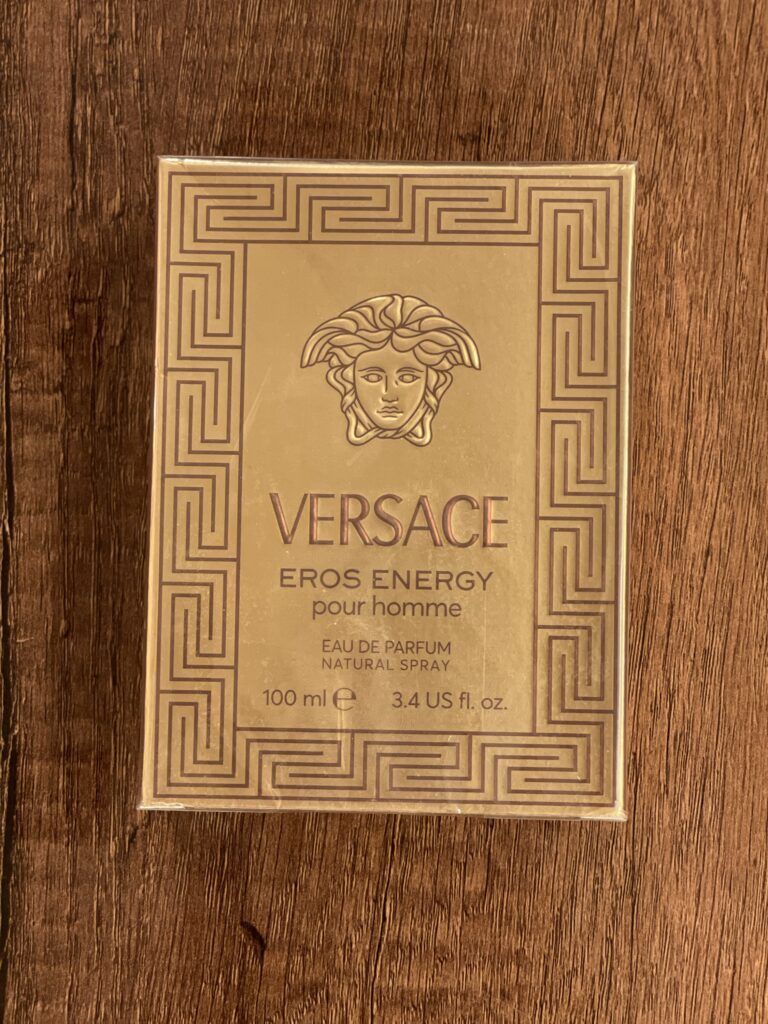 VERSACE
EROS ENERGY
pour homme
EAU DE PARFUM
NATURAL SPRAY
100 ml ℮ 3.4 US fl. oz.